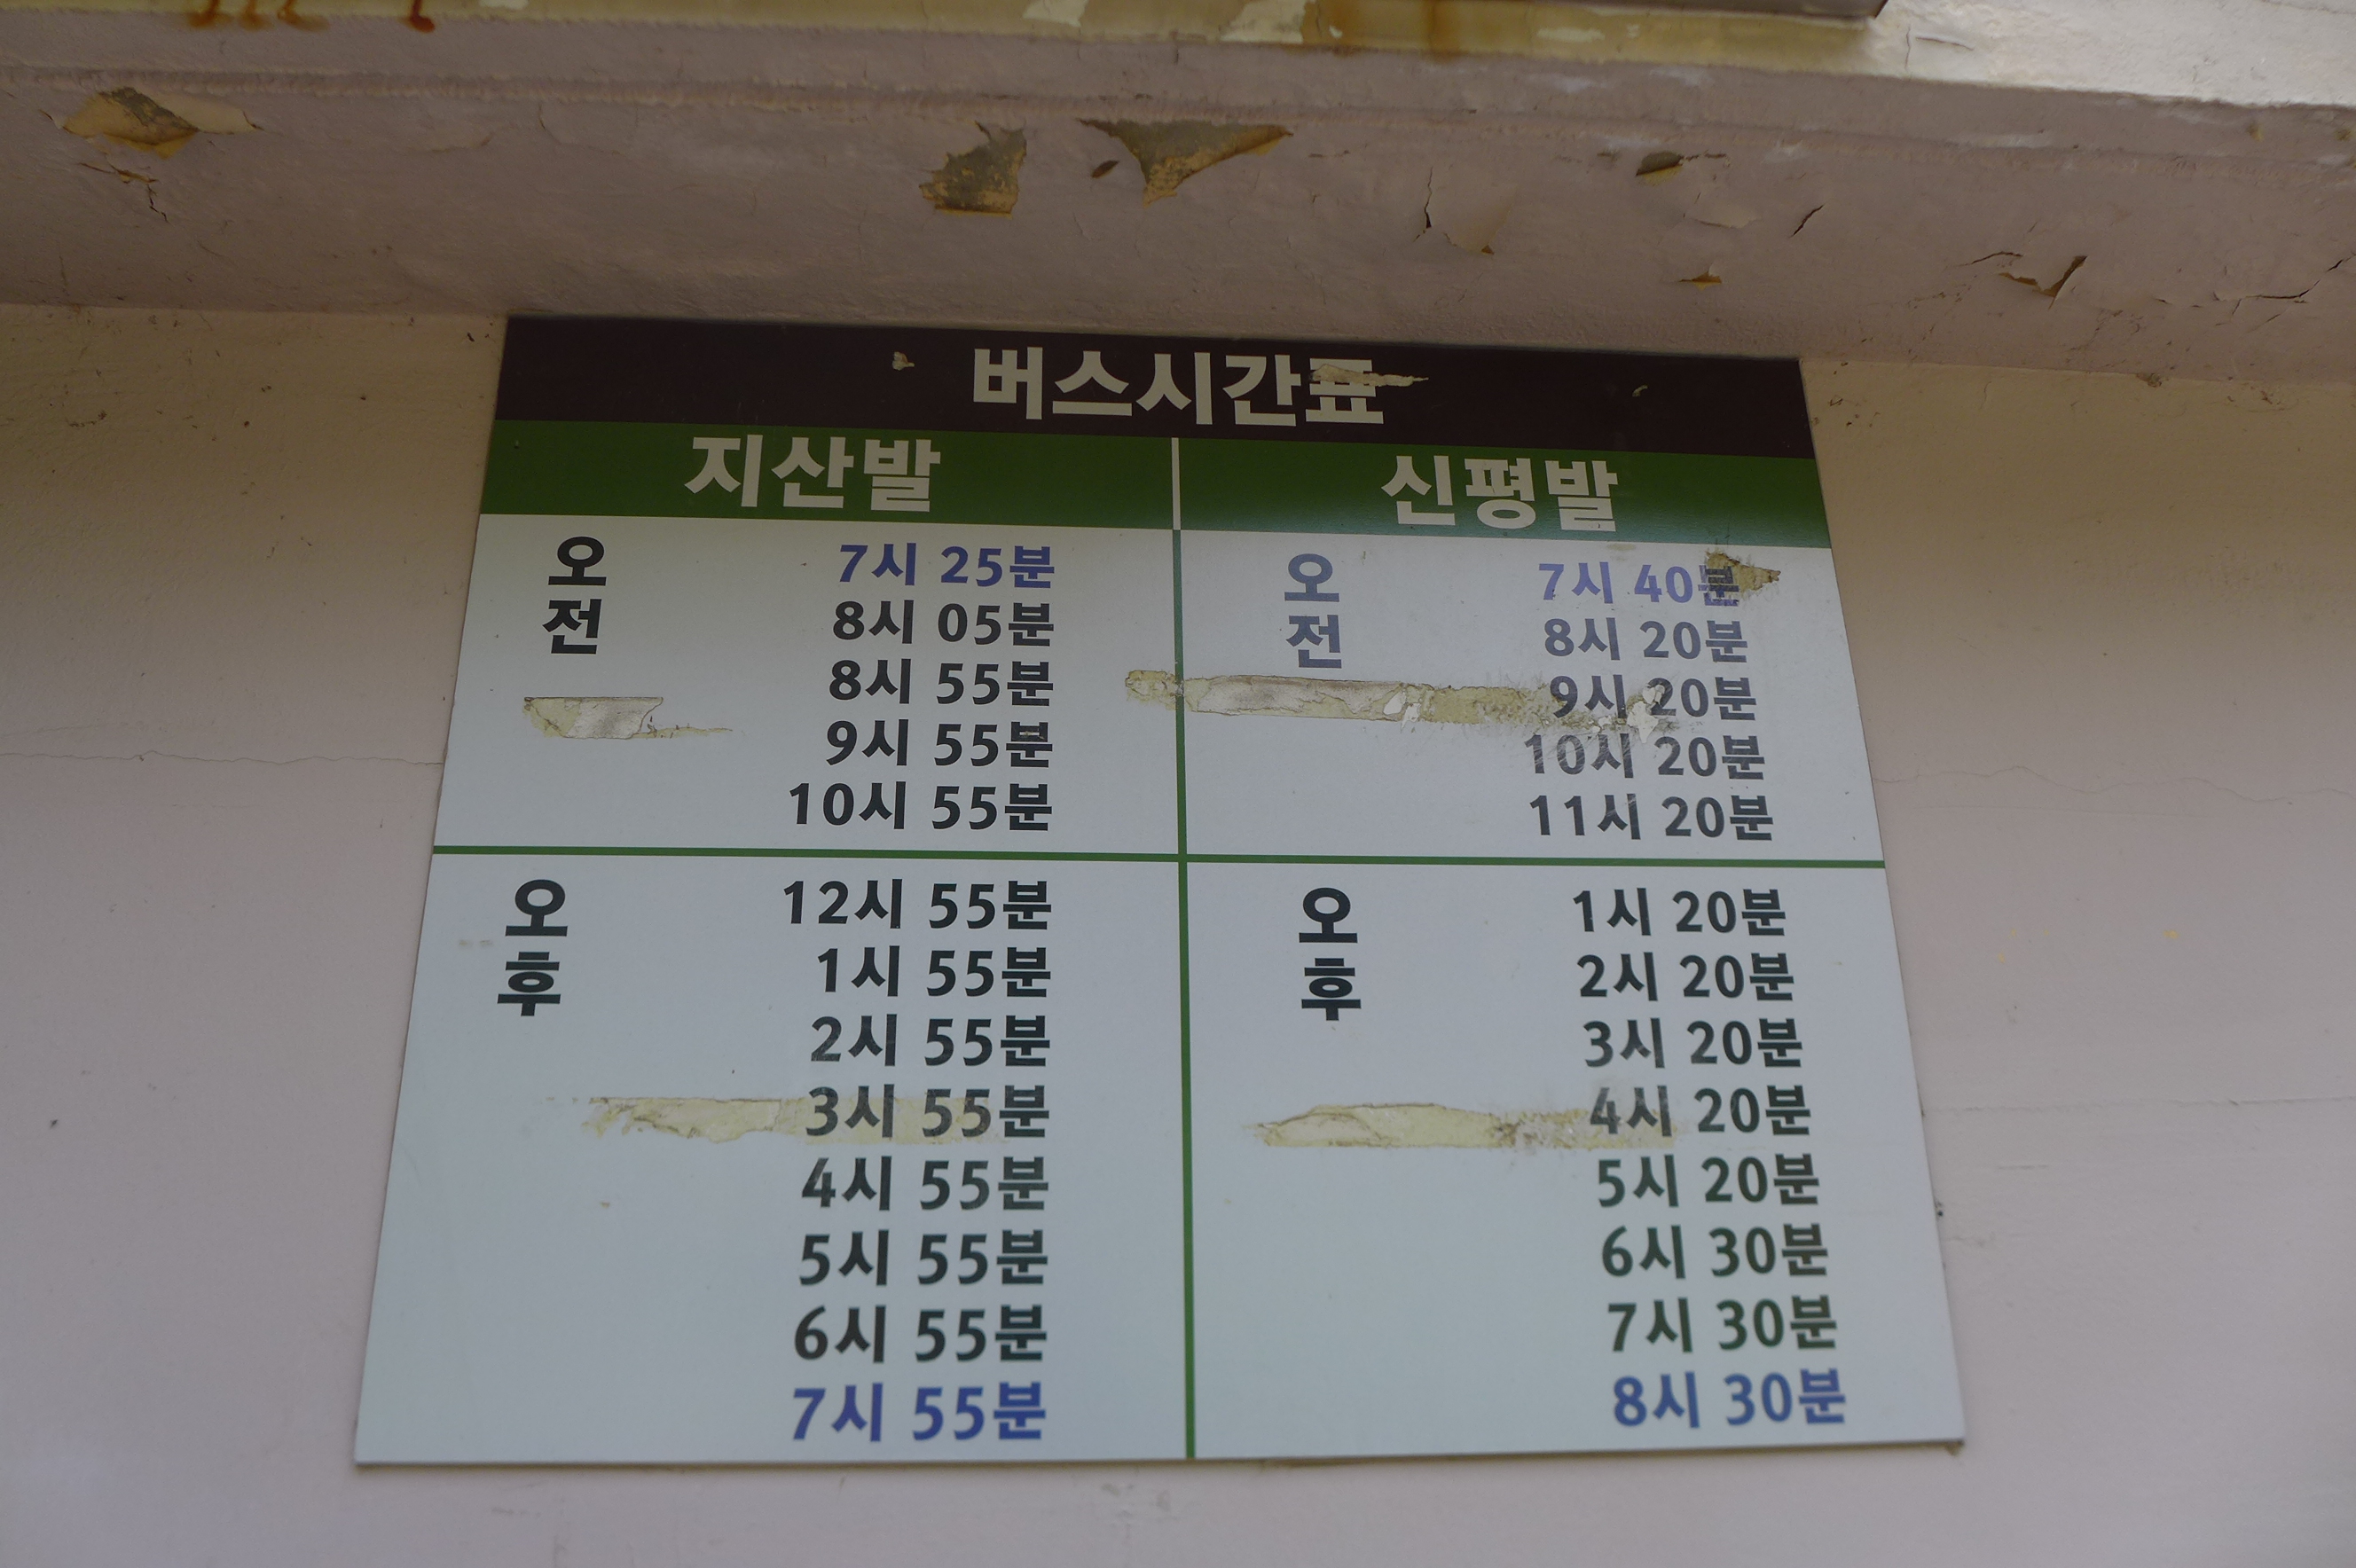 버스시간표
지산발 신평발
오전 7시 25분
8시 05분
8시 55분
9시 55분
10시 55분
오전 7시 40분
8시 20분
9시 20분
10시 20분
11시 20분
오후 12시 55분
1시 55분
2시 55분
3시 55분
4시 55분
5시 55분
6시 55분
7시 55분
오후 1시 20분
2시 20분
3시 20분
4시 20분
5시 20분
6시 30분
7시 30분
8시 30분